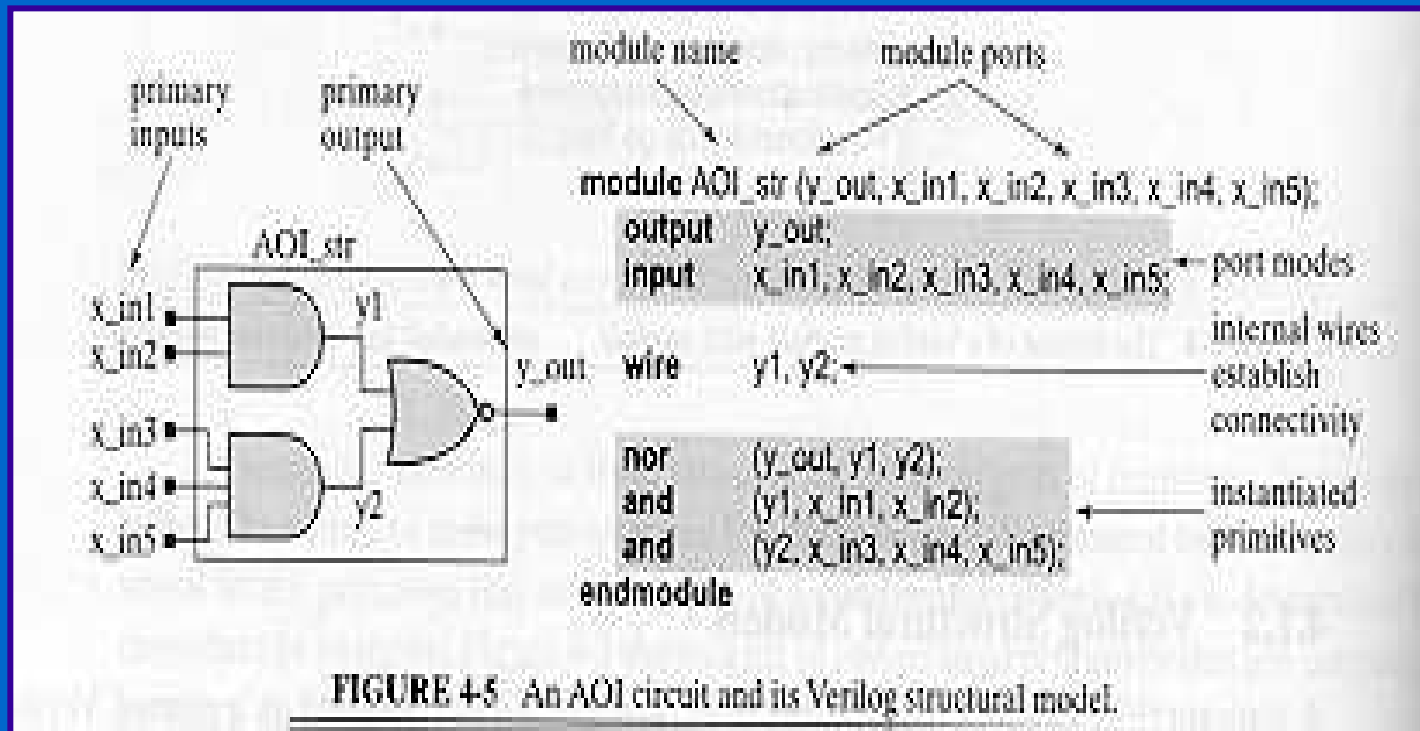 module name
module ports
primary
inputs
primary
output
module AOI_str (y_out, x_in1, x_in2, x_in3, x_in4, x_in5);
output y_out;
input x_in1, x_in2, x_in3, x_in4, x_in5;
port modes
AOI_str
x_in1
x_in2
x_in3
x_in4
x_in5
y1
y2
y_out
wire y1, y2;
internal wires
establish
connectivity
nor (y_out, y1, y2);
and (y1, x_in1, x_in2);
and (y2, x_in3, x_in4, x_in5);
endmodule
instantiated
primitives
FIGURE 4-5 An AOI circuit and its Verilog structural model.